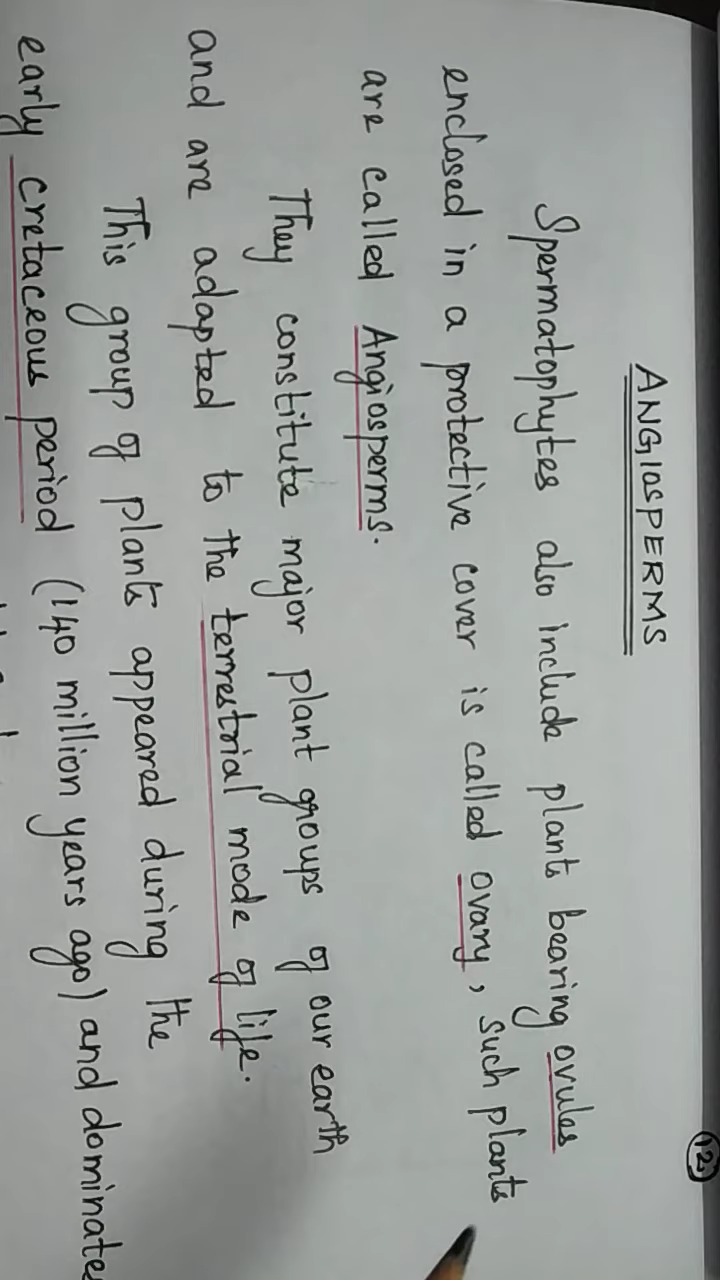 12
ANGIOSPERMS
Spermatophytes also include plants bearing ovules
enclosed in a protective cover is called ovary, such plants
are called Angiosperms.
They constitute major plant groups of our earth
and are adapted to the terrestrial mode of life.
This group of plants appeared during the
early cretaceous period (140 million years ago) and dominates